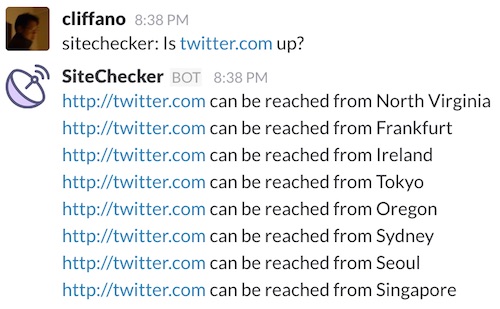 cliffano 8:38 PM
sitechecker: Is twitter.com up?
SiteChecker BOT 8:38 PM
http://twitter.com can be reached from North Virginia
http://twitter.com can be reached from Frankfurt
http://twitter.com can be reached from Ireland
http://twitter.com can be reached from Tokyo
http://twitter.com can be reached from Oregon
http://twitter.com can be reached from Sydney
http://twitter.com can be reached from Seoul
http://twitter.com can be reached from Singapore